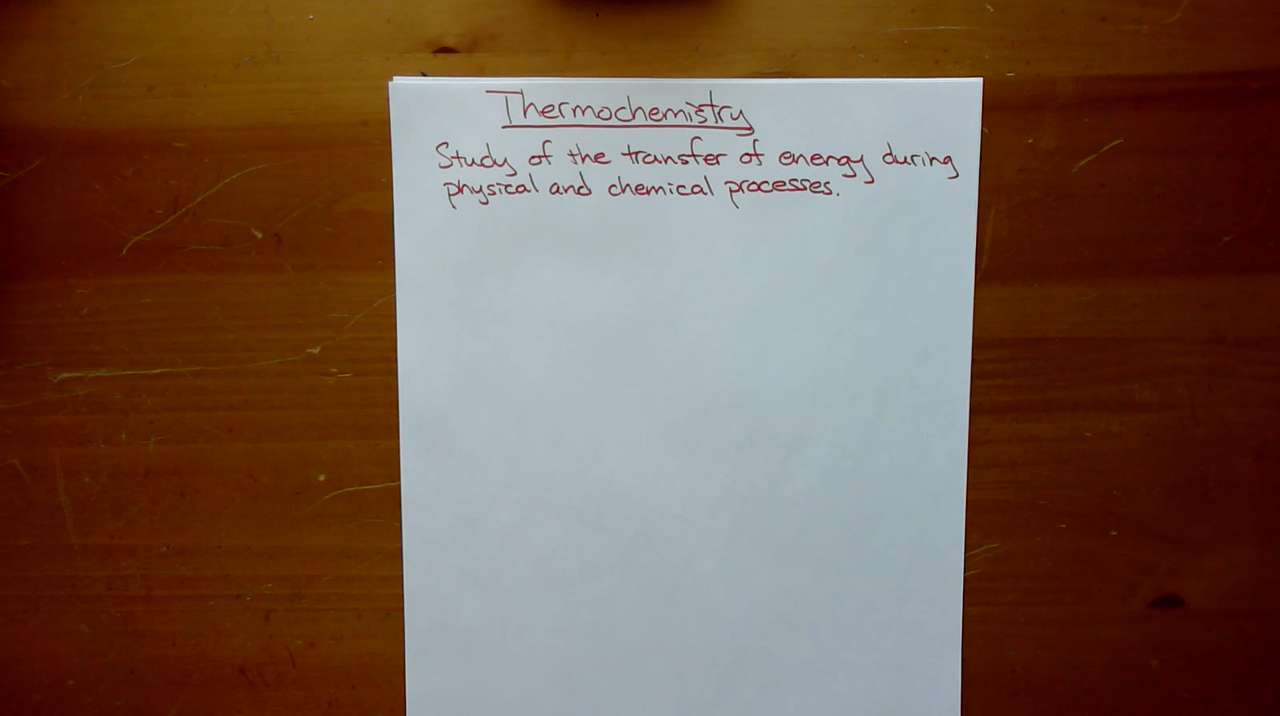 Thermochemistry
Study of the transfer of energy during
physical and chemical processes.